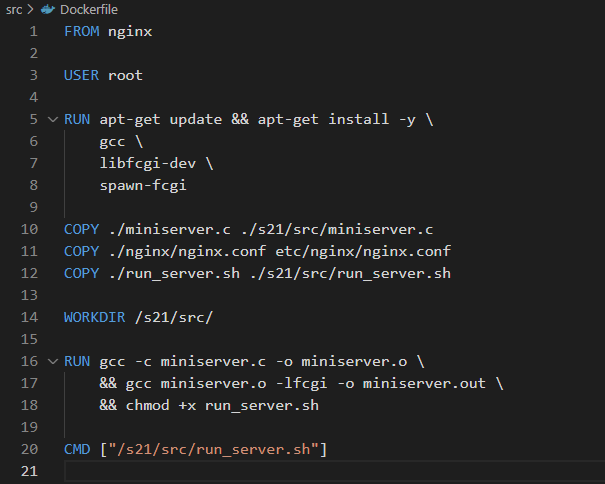 src > Dockerfile
1 FROM nginx
2
3 USER root
4
5 RUN apt-get update && apt-get install -y \
6     gcc \
7     libfcgi-dev \
8     spawn-fcgi
9
10 COPY ./miniserver.c ./s21/src/miniserver.c
11 COPY ./nginx/nginx.conf etc/nginx/nginx.conf
12 COPY ./run_server.sh ./s21/src/run_server.sh
13
14 WORKDIR /s21/src/
15
16 RUN gcc -c miniserver.c -o miniserver.o \
17     && gcc miniserver.o -lfcgi -o miniserver.out \
18     && chmod +x run_server.sh
19
20 CMD ["/s21/src/run_server.sh"]
21